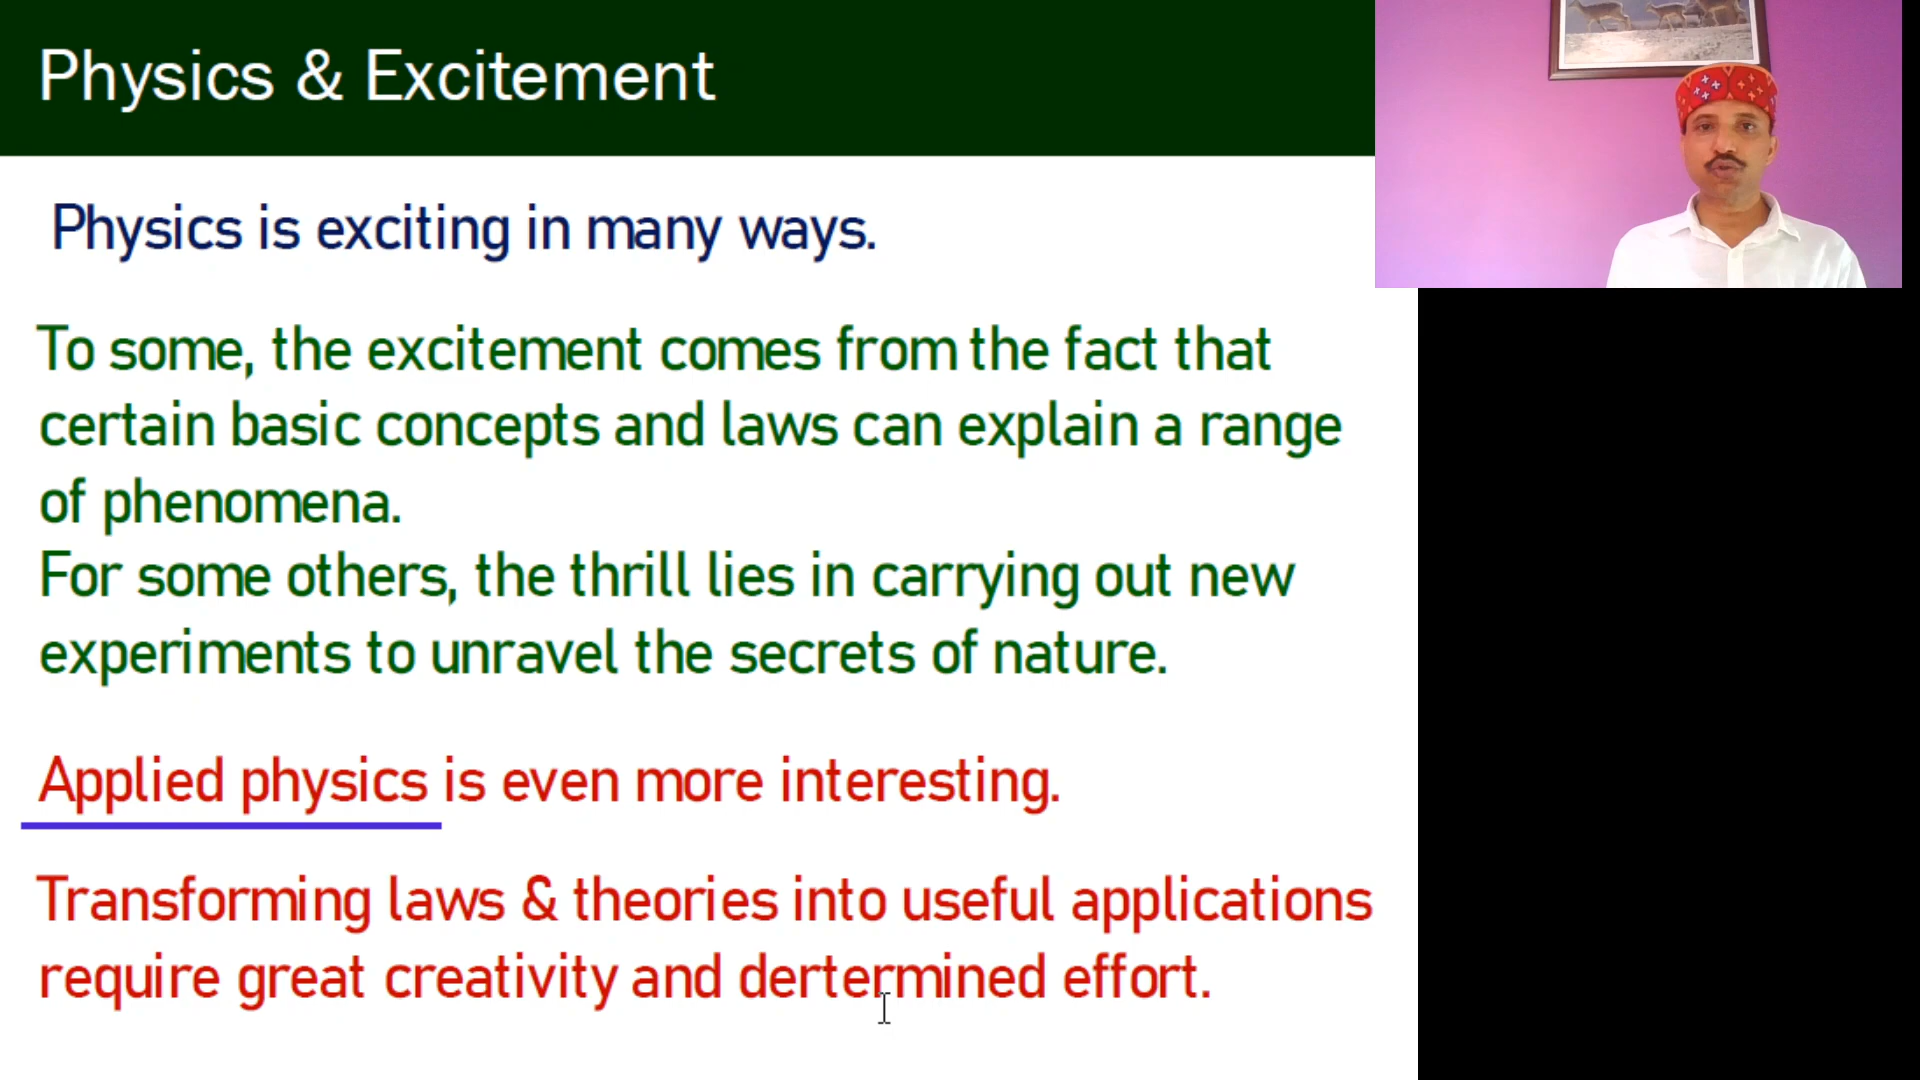 Physics & Excitement
Physics is exciting in many ways.
To some, the excitement comes from the fact that
certain basic concepts and laws can explain a range
of phenomena.
For some others, the thrill lies in carrying out new
experiments to unravel the secrets of nature.
Applied physics is even more interesting.
Transforming laws & theories into useful applications
require great creativity and dertermined effort.